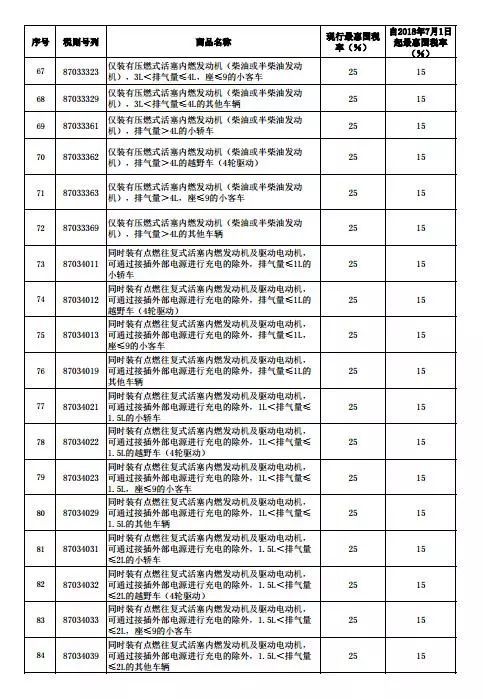 序号 税则号列 商品名称 现行最惠国税率（%） 自2018年7月1日起最惠国税率（%）
67 87033323 仅装有压燃式活塞内燃发动机（柴油或半柴油发动
机），3L＜排气量≤4L，座≤9的小客车 25 15
68 87033329 仅装有压燃式活塞内燃发动机（柴油或半柴油发动
机），3L＜排气量≤4L的其他车辆 25 15
69 87033361 仅装有压燃式活塞内燃发动机（柴油或半柴油发动
机），排气量＞4L的小轿车 25 15
70 87033362 仅装有压燃式活塞内燃发动机（柴油或半柴油发动
机），排气量＞4L的越野车（4轮驱动） 25 15
71 87033363 仅装有压燃式活塞内燃发动机（柴油或半柴油发动
机），排气量＞4L，座≤9的小客车 25 15
72 87033369 仅装有压燃式活塞内燃发动机（柴油或半柴油发动
机），排气量＞4L的其他车辆 25 15
73 87034011 同时装有点燃往复式活塞内燃发动机及驱动电动机，
可通过接插外部电源进行充电的除外，排气量≤1L的
小轿车 25 15
74 87034012 同时装有点燃往复式活塞内燃发动机及驱动电动机，
可通过接插外部电源进行充电的除外，排气量≤1L的
越野车（4轮驱动） 25 15
75 87034013 同时装有点燃往复式活塞内燃发动机及驱动电动机，
可通过接插外部电源进行充电的除外，排气量≤1L，
座≤9的小客车 25 15
76 87034019 同时装有点燃往复式活塞内燃发动机及驱动电动机，
可通过接插外部电源进行充电的除外，排气量≤1L的
其他车辆 25 15
77 87034021 同时装有点燃往复式活塞内燃发动机及驱动电动机，
可通过接插外部电源进行充电的除外，1L＜排气量≤
1.5L的小轿车 25 15
78 87034022 同时装有点燃往复式活塞内燃发动机及驱动电动机，
可通过接插外部电源进行充电的除外，1L＜排气量≤
1.5L的越野车（4轮驱动） 25 15
79 87034023 同时装有点燃往复式活塞内燃发动机及驱动电动机，
可通过接插外部电源进行充电的除外，1L＜排气量≤
1.5L，座≤9的小客车 25 15
80 87034029 同时装有点燃往复式活塞内燃发动机及驱动电动机，
可通过接插外部电源进行充电的除外，1L＜排气量≤
1.5L的其他车辆 25 15
81 87034031 同时装有点燃往复式活塞内燃发动机及驱动电动机，
可通过接插外部电源进行充电的除外，1.5L＜排气量
≤2L的小轿车 25 15
82 87034032 同时装有点燃往复式活塞内燃发动机及驱动电动机，
可通过接插外部电源进行充电的除外，1.5L＜排气量
≤2L的越野车（4轮驱动） 25 15
83 87034033 同时装有点燃往复式活塞内燃发动机及驱动电动机，
可通过接插外部电源进行充电的除外，1.5L＜排气量
≤2L，座≤9的小客车 25 15
84 87034039 同时装有点燃往复式活塞内燃发动机及驱动电动机，
可通过接插外部电源进行充电的除外，1.5L＜排气量
≤2L的其他车辆 25 15